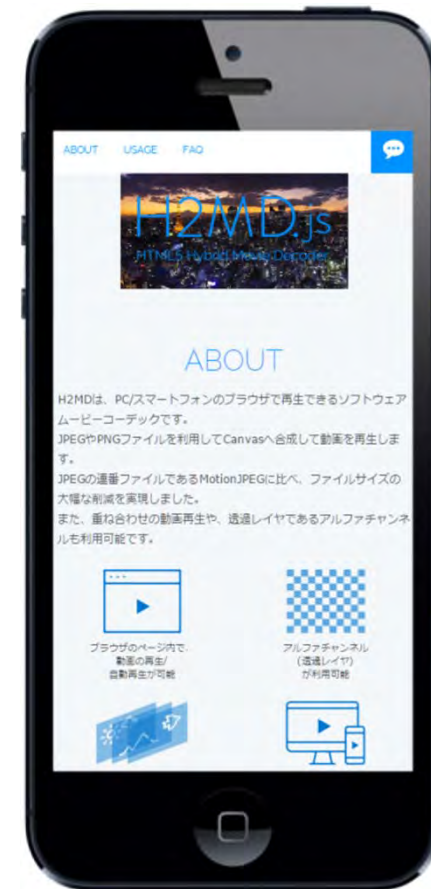 ABOUT USAGE FAQ
H2MD.js
HTML5 Hybrid Movie Decoder
ABOUT
H2MDは、PC/スマートフォンのブラウザで再生できるソフトウェア
ムービーコーデックです。
JPEGやPNGファイルを利用してCanvasへ合成して動画を再生しま
す。
JPEGの連番ファイルであるMotionJPEGに比べ、ファイルサイズの
大幅な削減を実現しました。
また、重ね合わせの動画再生や、透過レイヤであるアルファチャンネ
ルも利用可能です。
ブラウザのページ内で、
動画の再生/
自動再生が可能
アルファチャンネル
(透過レイヤ)
が利用可能